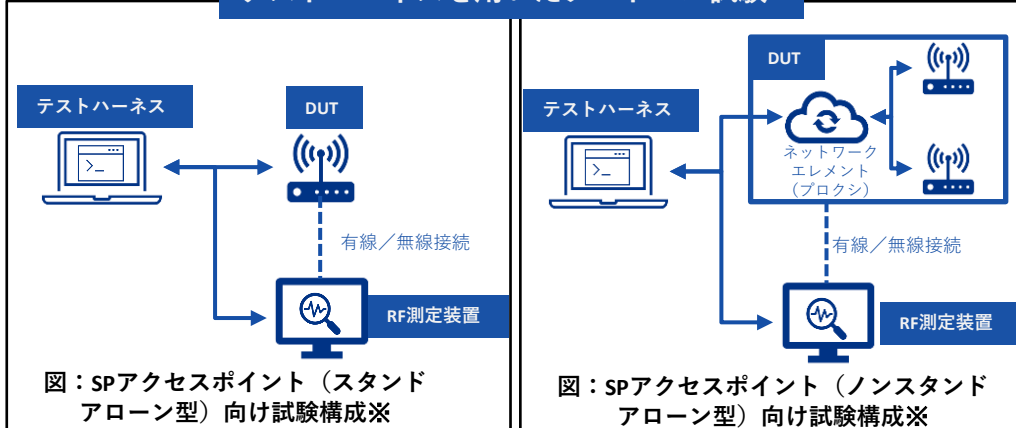 テストハーネス
DUT
有線／無線接続
RF測定装置
図：SPアクセスポイント（スタンド
アローン型）向け試験構成※
DUT
テストハーネス
ネットワーク
エレメント
（プロクシ）
有線／無線接続
RF測定装置
図：SPアクセスポイント（ノンスタンド
アローン型）向け試験構成※